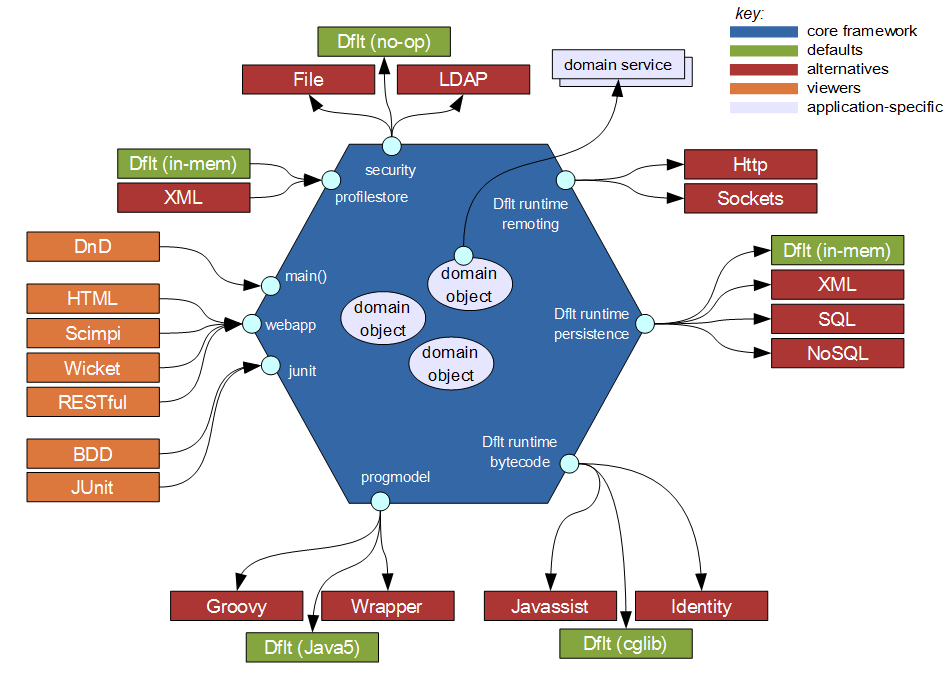 key:
core framework
defaults
alternatives
viewers
application-specific
Dflt (no-op)
File
LDAP
domain service
Dflt (in-mem)
XML
security
profilestore
Dflt runtime
remoting
Http
Sockets
DnD
main()
HTML
Scimpi
Wicket
RESTful
webapp
BDD
JUnit
junit
domain
object
domain
object
domain
object
Dflt runtime
persistence
Dflt (in-mem)
XML
SQL
NoSQL
Dflt runtime
bytecode
progmodel
Groovy
Wrapper
Dflt (Java5)
Javassist
Identity
Dflt (cglib)